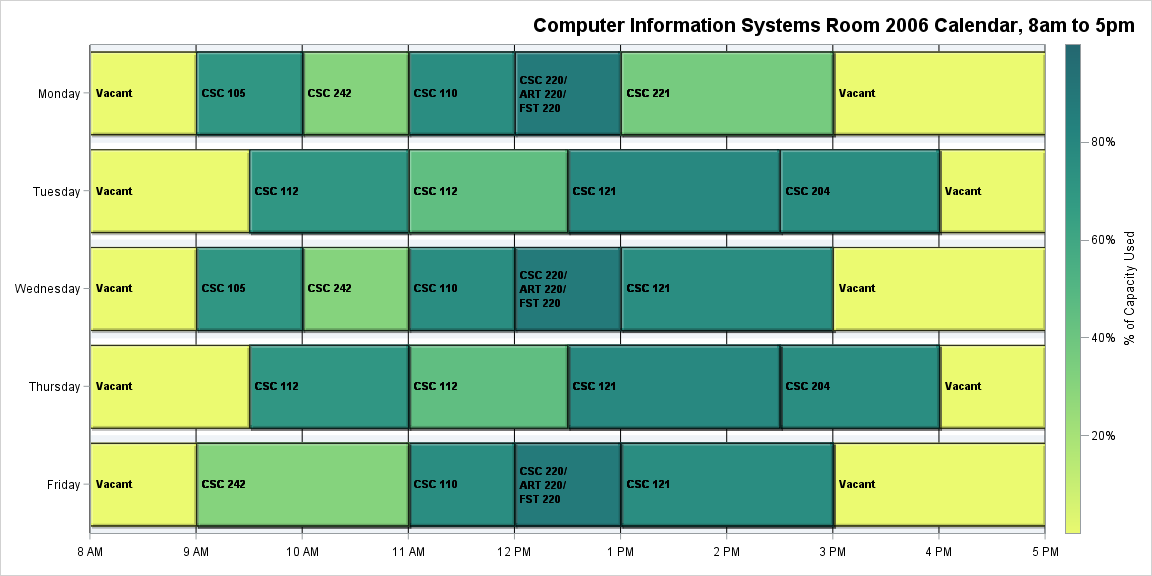 Computer Information Systems Room 2006 Calendar, 8am to 5pm
Monday
Vacant
CSC 105
CSC 242
CSC 110
CSC 220/
ART 220/
FST 220
CSC 221
Vacant
Tuesday
Vacant
CSC 112
CSC 112
CSC 121
CSC 204
Vacant
Wednesday
Vacant
CSC 105
CSC 242
CSC 110
CSC 220/
ART 220/
FST 220
CSC 121
Vacant
Thursday
Vacant
CSC 112
CSC 112
CSC 121
CSC 204
Vacant
Friday
Vacant
CSC 242
CSC 110
CSC 220/
ART 220/
FST 220
CSC 121
Vacant
8 AM
9 AM
10 AM
11 AM
12 PM
1 PM
2 PM
3 PM
4 PM
5 PM
80%
60%
40%
20%
% of Capacity Used